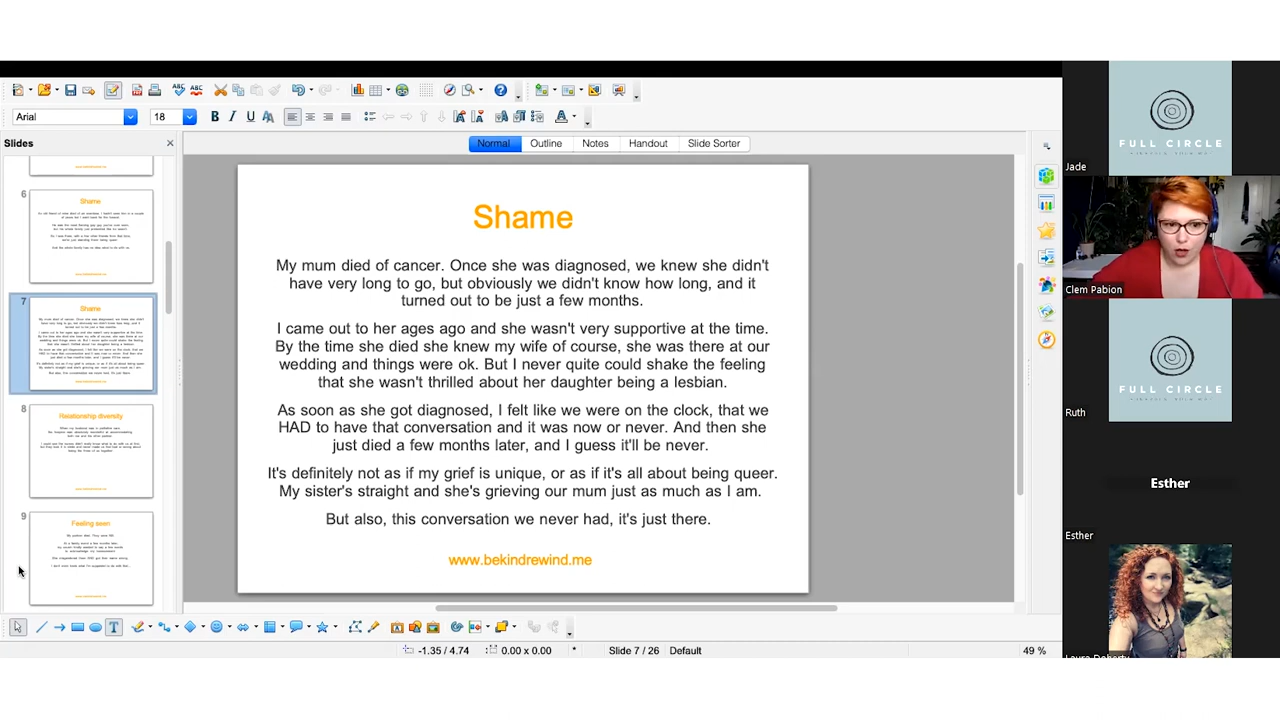 Arial
18
Slides
Normal
Outline
Notes
Handout
Slide Sorter
6
Shame
7
Shame
8
Relationship diversity
9
Feeling seen
Shame
My mum died of cancer. Once she was diagnosed, we knew she didn't
have very long to go, but obviously we didn't know how long, and it
turned out to be just a few months.
I came out to her ages ago and she wasn't very supportive at the time.
By the time she died she knew my wife of course, she was there at our
wedding and things were ok. But I never quite could shake the feeling
that she wasn't thrilled about her daughter being a lesbian.
As soon as she got diagnosed, I felt like we were on the clock, that we
HAD to have that conversation and it was now or never. And then she
just died a few months later, and I guess it'll be never.
It's definitely not as if my grief is unique, or as if it's all about being queer.
My sister's straight and she's grieving our mum just as much as I am.
But also, this conversation we never had, it's just there.
www.bekindrewind.me
-1.35 / 4.74
0.00 x 0.00
*
Slide 7 / 26
Default
49 %
FULL CIRCLE
Jade
Clem Pabion
FULL CIRCLE
Ruth
Esther
Esther
Laura Doherty